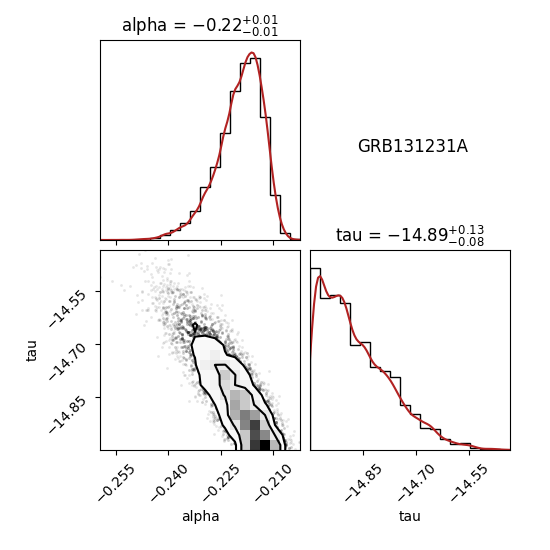 alpha = −0.22+0.01−0.01
GRB131231A
tau = −14.89+0.13−0.08
tau
−14.55
−14.70
−14.85
−0.255
−0.240
−0.225
−0.210
alpha
−14.85
−14.70
−14.55
tau